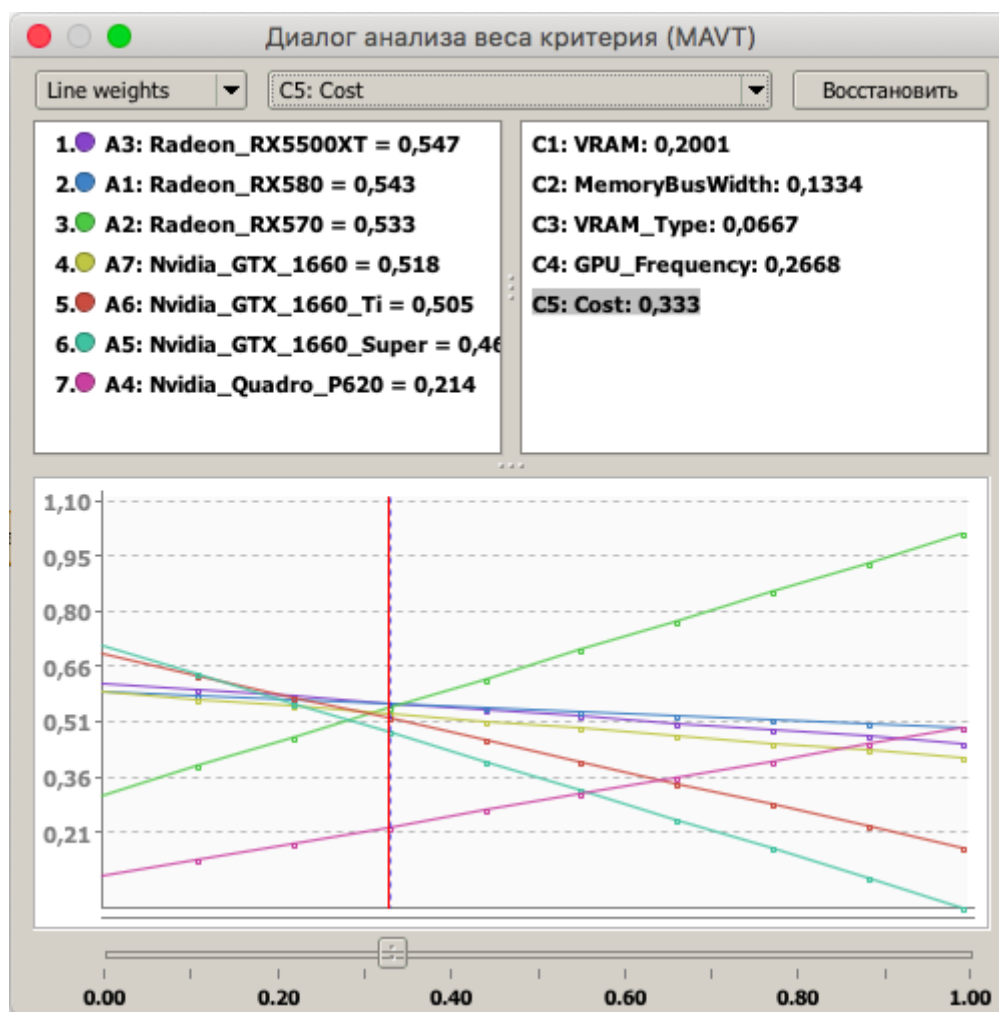 Диалог анализа веса критерия (MAVT)
Line weights C5: Cost Восстановить
1. A3: Radeon_RX5500XT = 0,547
2. A1: Radeon_RX580 = 0,543
3. A2: Radeon_RX570 = 0,533
4. A7: Nvidia_GTX_1660 = 0,518
5. A6: Nvidia_GTX_1660_Ti = 0,505
6. A5: Nvidia_GTX_1660_Super = 0,46
7. A4: Nvidia_Quadro_P620 = 0,214
C1: VRAM: 0,2001
C2: MemoryBusWidth: 0,1334
C3: VRAM_Type: 0,0667
C4: GPU_Frequency: 0,2668
C5: Cost: 0,333
1,10
0,95
0,80
0,66
0,51
0,36
0,21
0.00 0.20 0.40 0.60 0.80 1.00